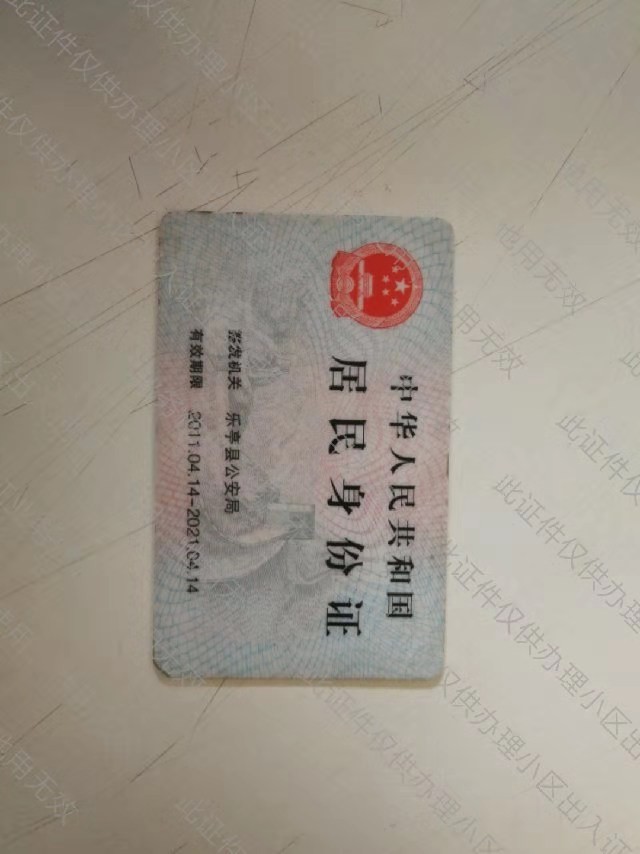 中华人民共和国
居民身份证
签发机关 乐亭县公安局
有效期限 2011.04.14-2021.04.14
此证件仅供办理小区出入证
他用无效